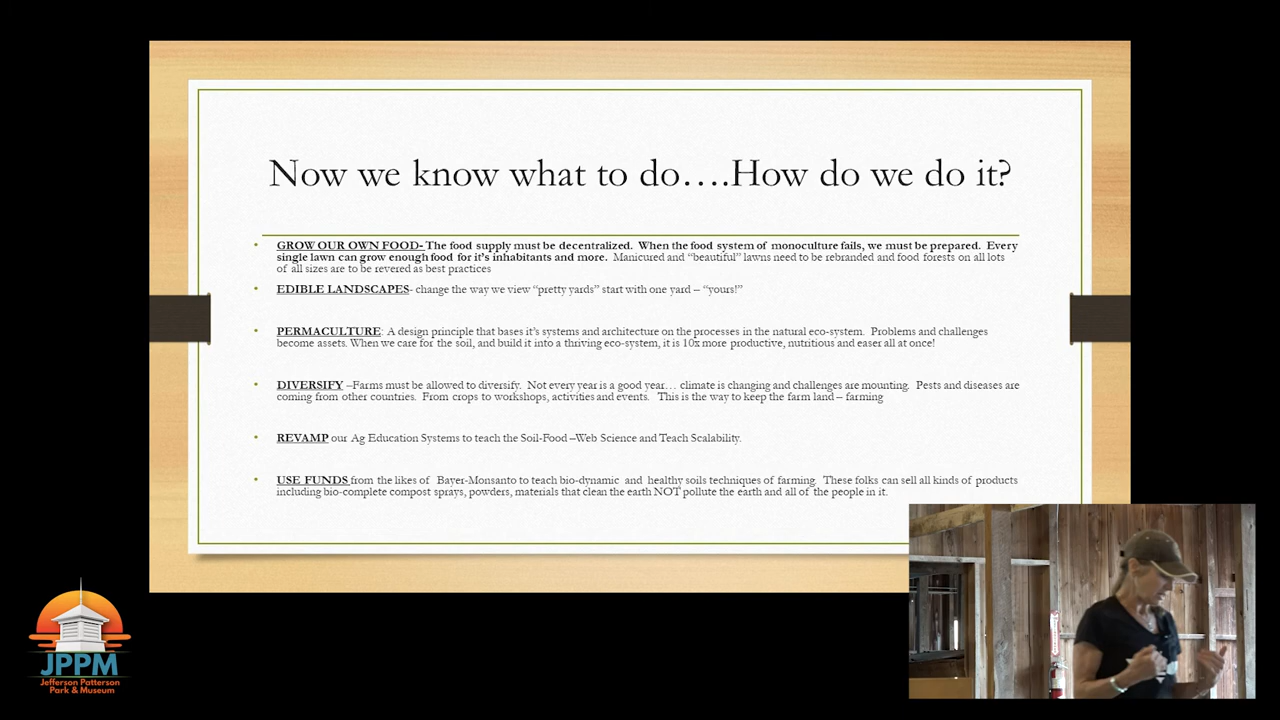 Now we know what to do….How do we do it?
• GROW OUR OWN FOOD- The food supply must be decentralized. When the food system of monoculture fails, we must be prepared. Every
single lawn can grow enough food for it's inhabitants and more. Manicured and “beautiful” lawns need to be rebranded and food forests on all lots
of all sizes are to be revered as best practices
• EDIBLE LANDSCAPES- change the way we view “pretty yards” start with one yard – “yours!”
• PERMACULTURE: A design principle that bases it's systems and architecture on the processes in the natural eco-system. Problems and challenges
become assets. When we care for the soil, and build it into a thriving eco-system, it is 10x more productive, nutritious and easer all at once!
• DIVERSIFY –Farms must be allowed to diversify. Not every year is a good year… climate is changing and challenges are mounting. Pests and diseases are
coming from other countries. From crops to workshops, activities and events. This is the way to keep the farm land – farming
• REVAMP our Ag Education Systems to teach the Soil-Food –Web Science and Teach Scalability.
• USE FUNDS from the likes of Bayer-Monsanto to teach bio-dynamic and healthy soils techniques of farming. These folks can sell all kinds of products
including bio-complete compost sprays, powders, materials that clean the earth NOT pollute the earth and all of the people in it.
JPPM
Jefferson Patterson
Park & Museum